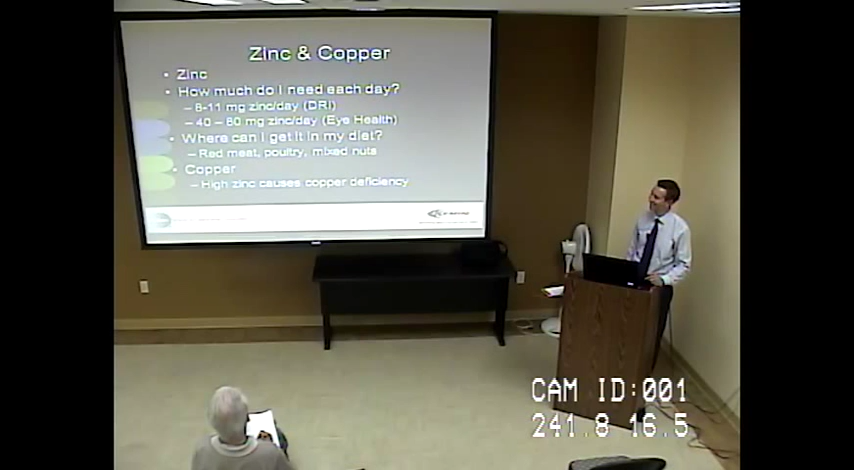 Zinc & Copper
• Zinc
• How much do I need each day?
– 8-11 mg zinc/day (DRI)
– 40 – 80 mg zinc/day (Eye Health)
• Where can I get it in my diet?
– Red meat, poultry, mixed nuts
• Copper
– High zinc causes copper deficiency
CAM ID:001
241.8 16.5